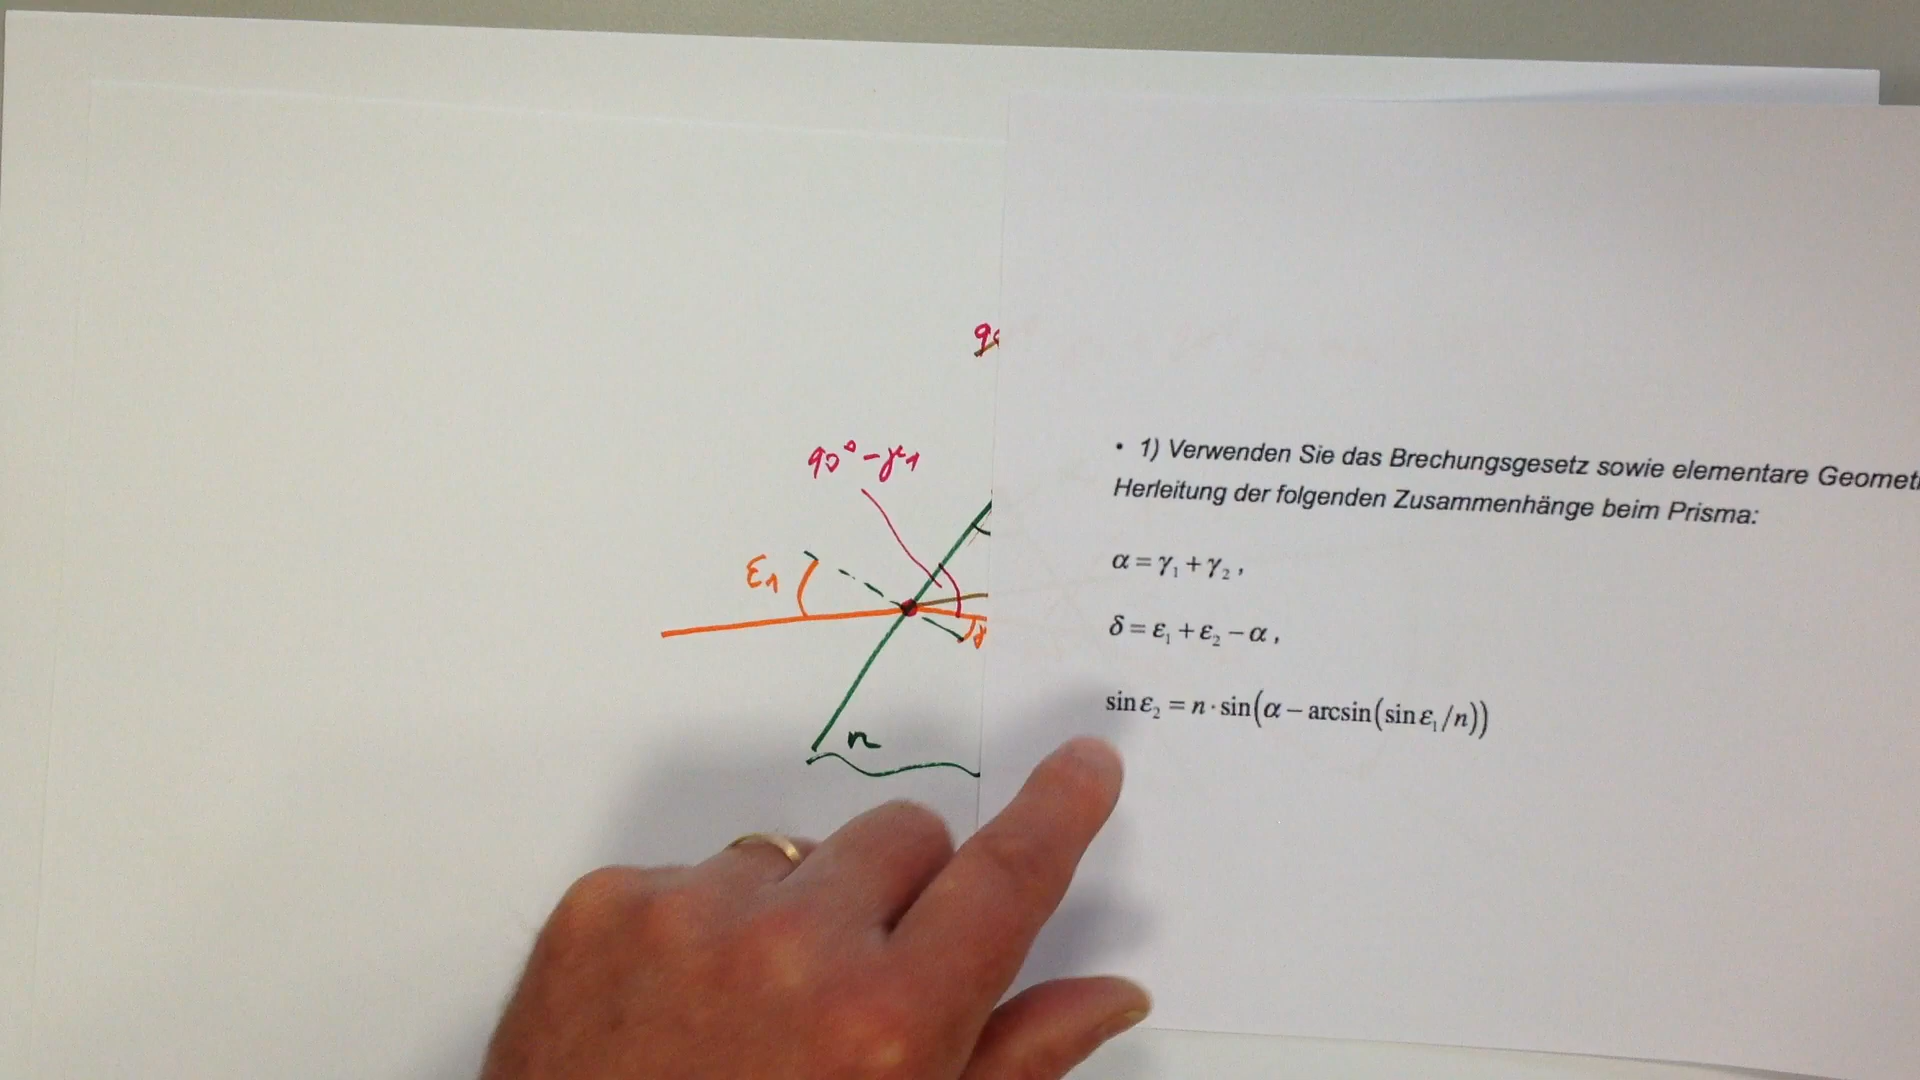 90° - γ1
ε1
n
• 1) Verwenden Sie das Brechungsgesetz sowie elementare Geomet
Herleitung der folgenden Zusammenhänge beim Prisma:
α = γ₁ + γ₂ ,
δ = ε₁ + ε₂ − α ,
sin ε₂ = n · sin(α − arcsin(sin ε₁/n))